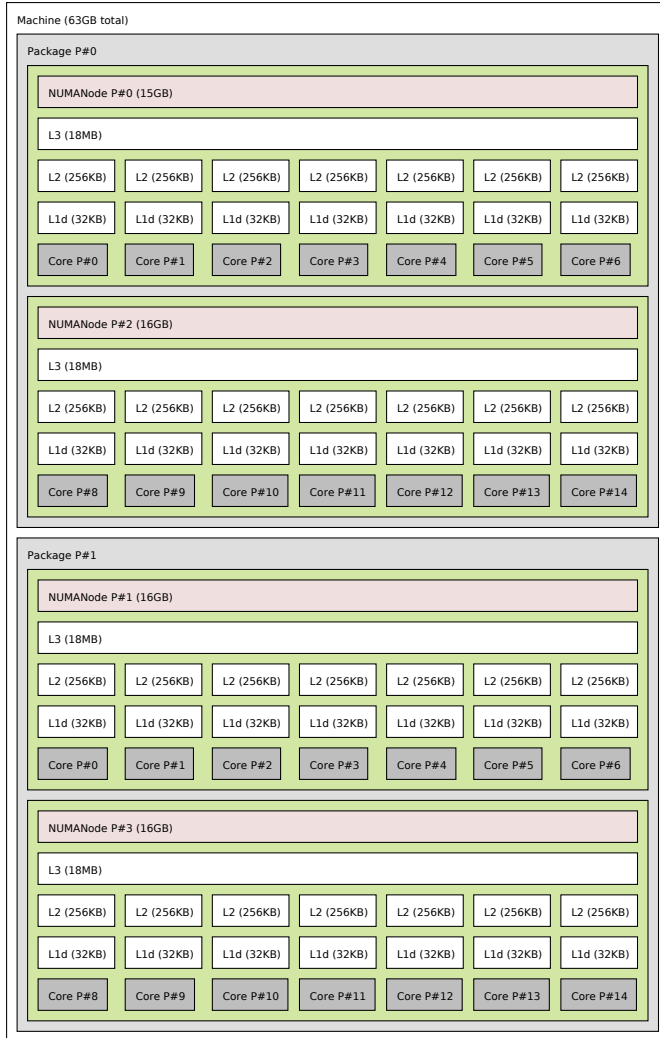 Machine (63GB total)
Package P#0
NUMANode P#0 (15GB)
L3 (18MB)
L2 (256KB) L2 (256KB) L2 (256KB) L2 (256KB) L2 (256KB) L2 (256KB) L2 (256KB)
L1d (32KB) L1d (32KB) L1d (32KB) L1d (32KB) L1d (32KB) L1d (32KB) L1d (32KB)
Core P#0 Core P#1 Core P#2 Core P#3 Core P#4 Core P#5 Core P#6
NUMANode P#2 (16GB)
L3 (18MB)
L2 (256KB) L2 (256KB) L2 (256KB) L2 (256KB) L2 (256KB) L2 (256KB) L2 (256KB)
L1d (32KB) L1d (32KB) L1d (32KB) L1d (32KB) L1d (32KB) L1d (32KB) L1d (32KB)
Core P#8 Core P#9 Core P#10 Core P#11 Core P#12 Core P#13 Core P#14
Package P#1
NUMANode P#1 (16GB)
L3 (18MB)
L2 (256KB) L2 (256KB) L2 (256KB) L2 (256KB) L2 (256KB) L2 (256KB) L2 (256KB)
L1d (32KB) L1d (32KB) L1d (32KB) L1d (32KB) L1d (32KB) L1d (32KB) L1d (32KB)
Core P#0 Core P#1 Core P#2 Core P#3 Core P#4 Core P#5 Core P#6
NUMANode P#3 (16GB)
L3 (18MB)
L2 (256KB) L2 (256KB) L2 (256KB) L2 (256KB) L2 (256KB) L2 (256KB) L2 (256KB)
L1d (32KB) L1d (32KB) L1d (32KB) L1d (32KB) L1d (32KB) L1d (32KB) L1d (32KB)
Core P#8 Core P#9 Core P#10 Core P#11 Core P#12 Core P#13 Core P#14